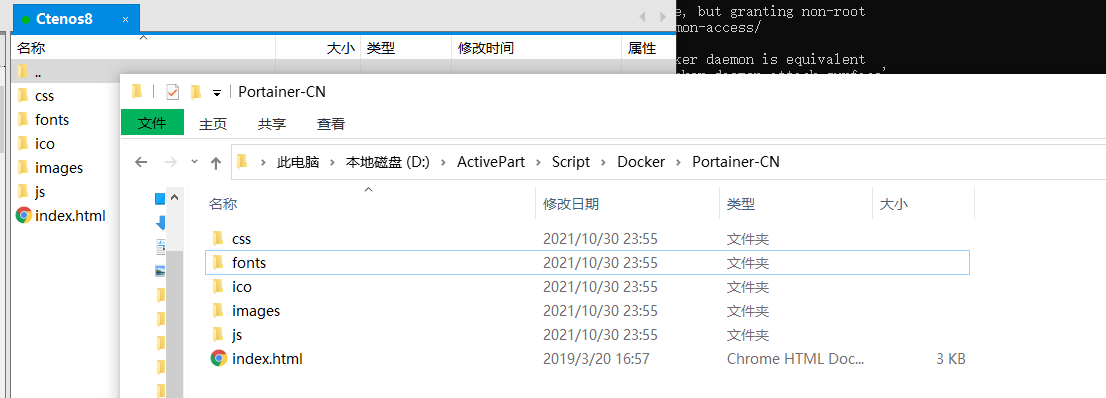 Ctenos8 ×
名称 大小 类型 修改时间 属性
..
css
fonts
ico
images
js
index.html
e, but granting non-root
mon-access/
ker daemon is equivalent
Portainer-CN
文件 主页 共享 查看
此电脑 › 本地磁盘 (D:) › ActivePart › Script › Docker › Portainer-CN
名称 修改日期 类型 大小
css 2021/10/30 23:55 文件夹
fonts 2021/10/30 23:55 文件夹
ico 2021/10/30 23:55 文件夹
images 2021/10/30 23:55 文件夹
js 2021/10/30 23:55 文件夹
index.html 2019/3/20 16:57 Chrome HTML Doc... 3 KB